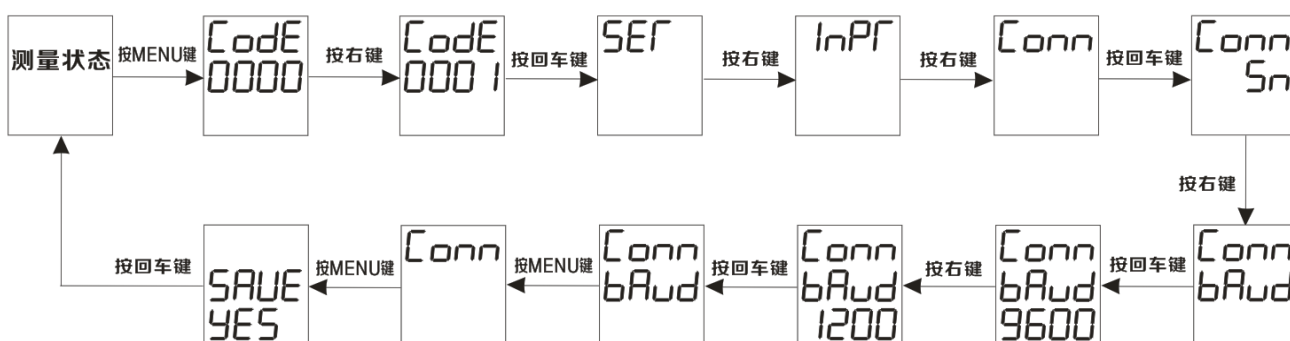 测量状态
按MENU键
CodE
0000
按右键
CodE
0001
按回车键
SET
按右键
InPT
按右键
Conn
按回车键
Conn
Sn
按右键
Conn
bAud
按回车键
Conn
bAud
9600
按右键
Conn
bAud
1200
按回车键
Conn
bAud
按MENU键
Conn
按MENU键
SAVE
YES
按回车键